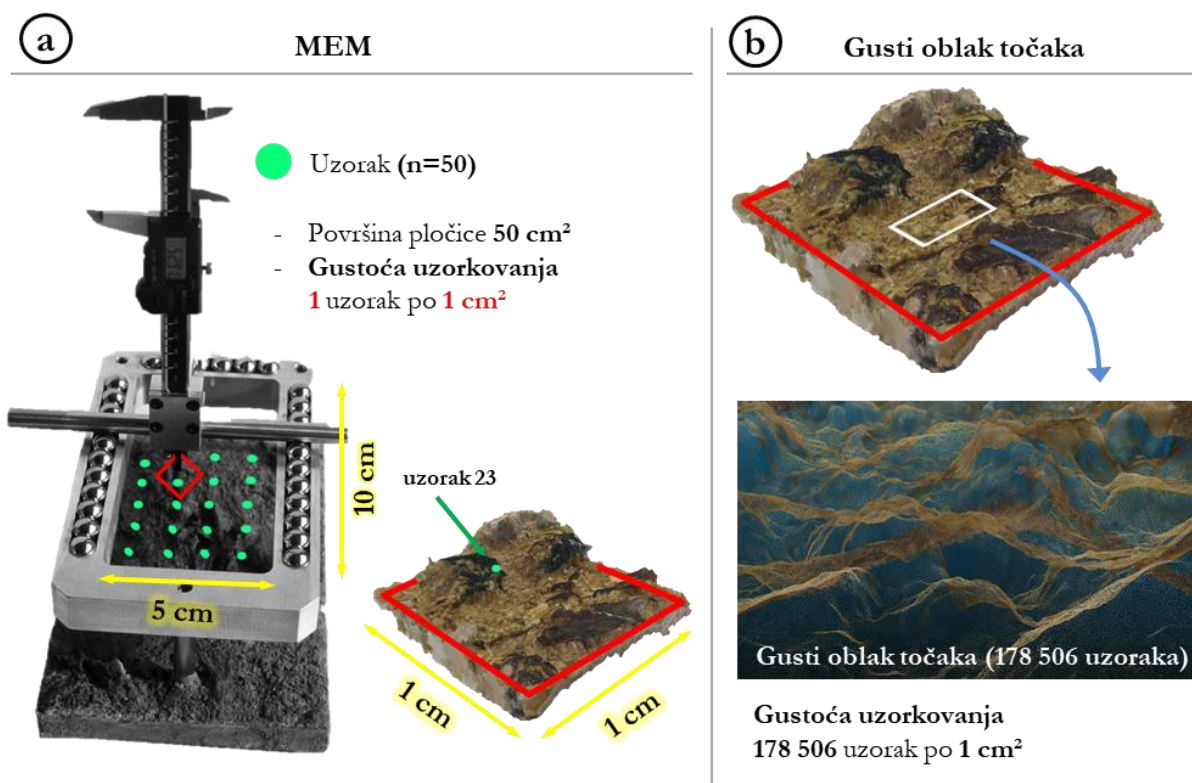 a
MEM
Uzorak (n=50)
- Površina pločice 50 cm²
- Gustoća uzorkovanja
1 uzorak po 1 cm²
10 cm
5 cm
uzorak 23
1 cm
1 cm
b
Gusti oblak točaka
Gusti oblak točaka (178 506 uzoraka)
Gustoća uzorkovanja
178 506 uzorak po 1 cm²